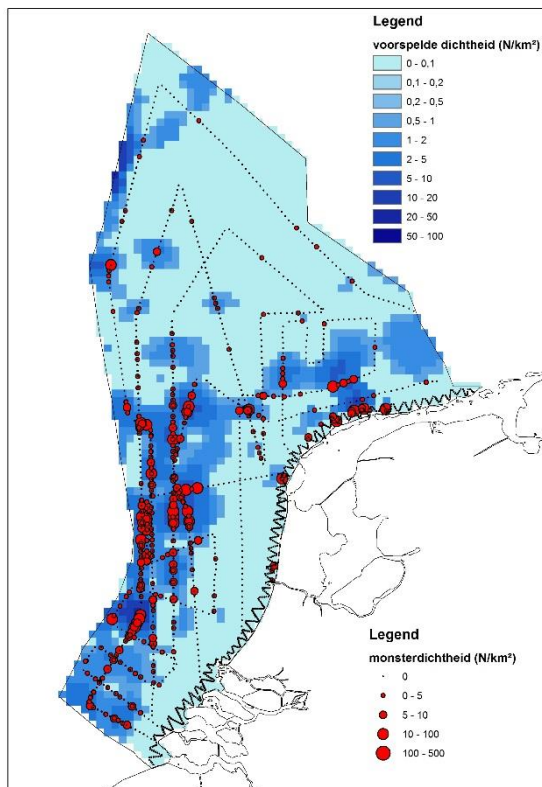 Legend
voorspelde dichtheid (N/km²)
0 - 0,1
0,1 - 0,2
0,2 - 0,5
0,5 - 1
1 - 2
2 - 5
5 - 10
10 - 20
20 - 50
50 - 100
Legend
monsterdichtheid (N/km²)
0
0 - 5
5 - 10
10 - 100
100 - 500